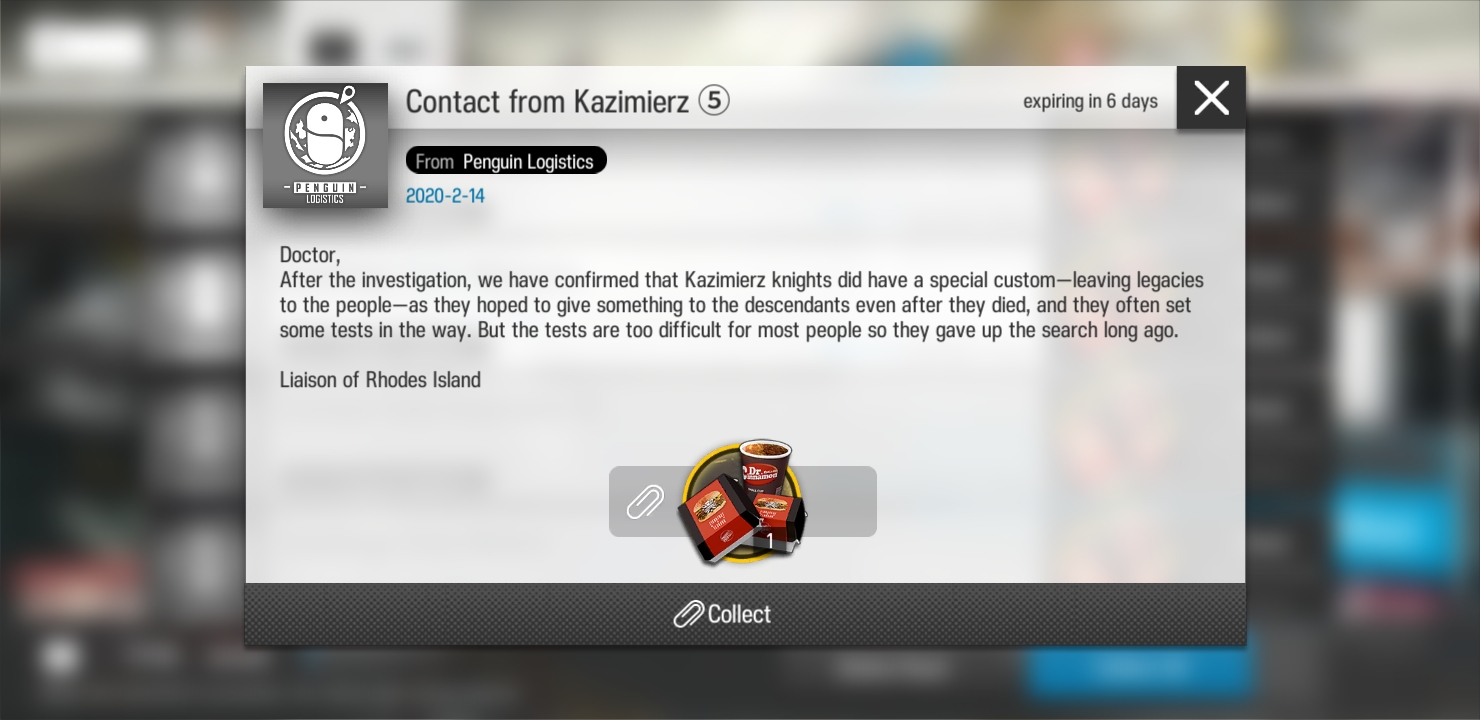 Contact from Kazimierz ⑤
expiring in 6 days
PENGUIN
LOGISTICS
From Penguin Logistics
2020-2-14
Doctor,
After the investigation, we have confirmed that Kazimierz knights did have a special custom—leaving legacies
to the people—as they hoped to give something to the descendants even after they died, and they often set
some tests in the way. But the tests are too difficult for most people so they gave up the search long ago.
Liaison of Rhodes Island
Dr.
1
Collect